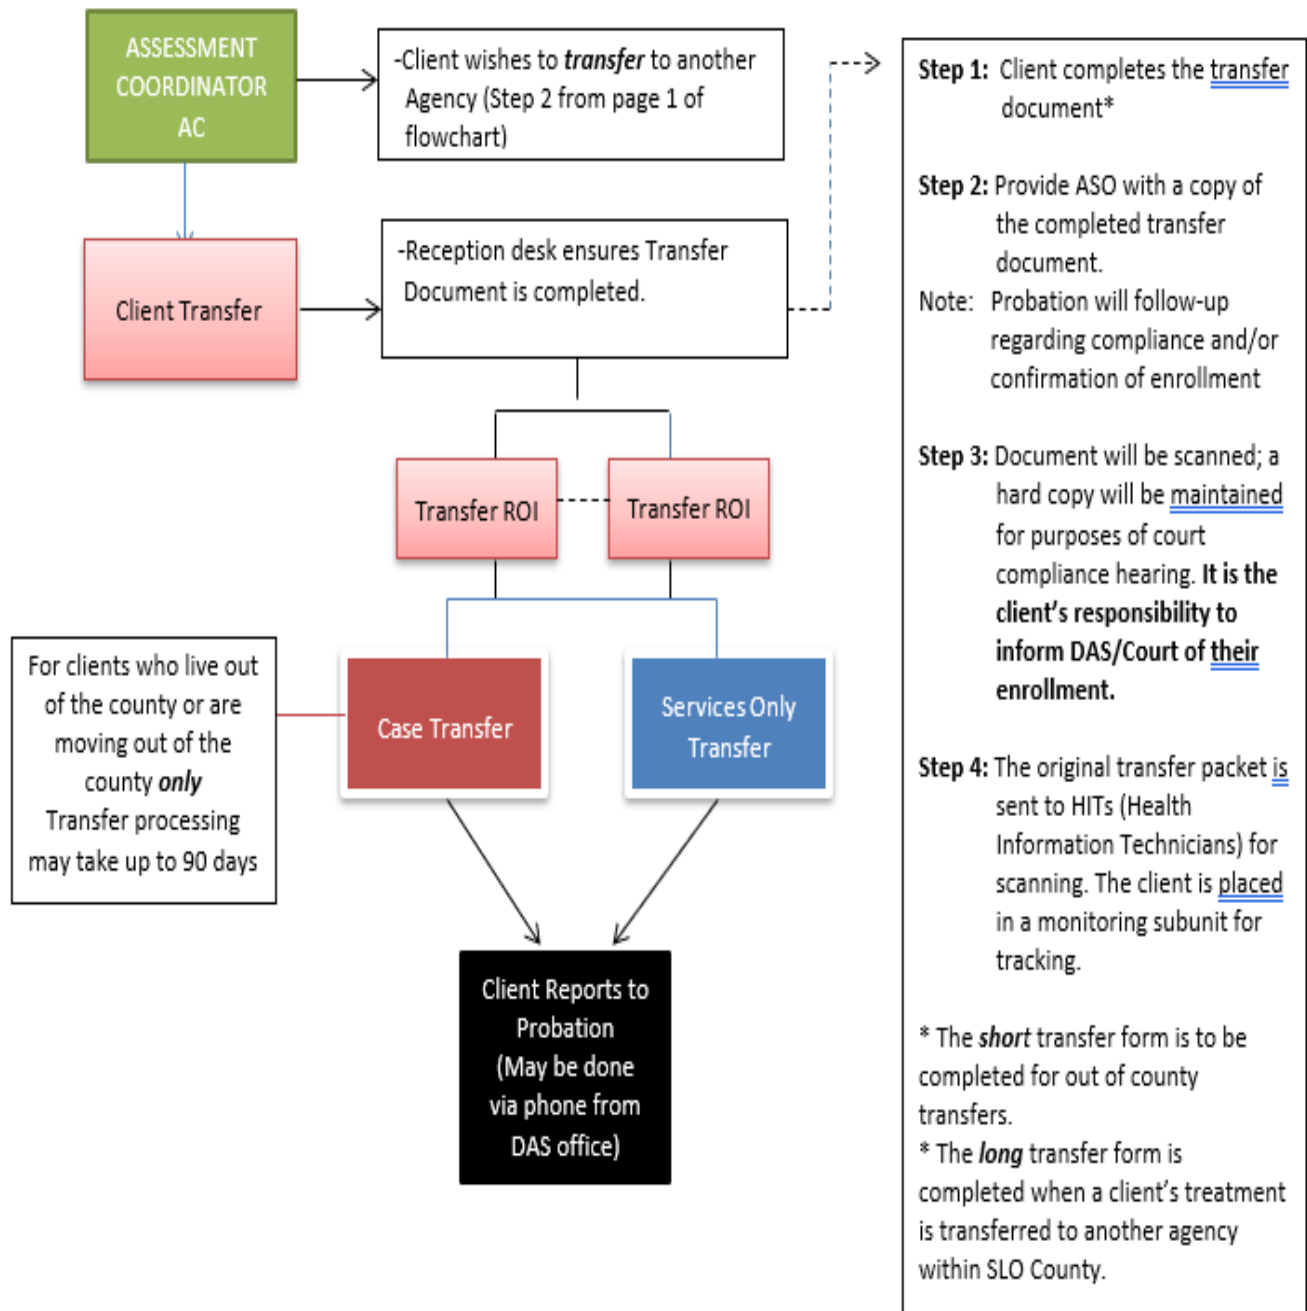 ASSESSMENT
COORDINATOR
AC
-Client wishes to transfer to another
Agency (Step 2 from page 1 of
flowchart)
Client Transfer
-Reception desk ensures Transfer
Document is completed.
Transfer ROI
Transfer ROI
For clients who live out
of the county or are
moving out of the
county only
Transfer processing
may take up to 90 days
Case Transfer
Services Only
Transfer
Client Reports to
Probation
(May be done
via phone from
DAS office)
Step 1: Client completes the transfer
document*
Step 2: Provide ASO with a copy of
the completed transfer
document.
Note: Probation will follow-up
regarding compliance and/or
confirmation of enrollment
Step 3: Document will be scanned; a
hard copy will be maintained
for purposes of court
compliance hearing. It is the
client's responsibility to
inform DAS/Court of their
enrollment.
Step 4: The original transfer packet is
sent to HITs (Health
Information Technicians) for
scanning. The client is placed
in a monitoring subunit for
tracking.
* The short transfer form is to be
completed for out of county
transfers.
* The long transfer form is
completed when a client's treatment
is transferred to another agency
within SLO County.